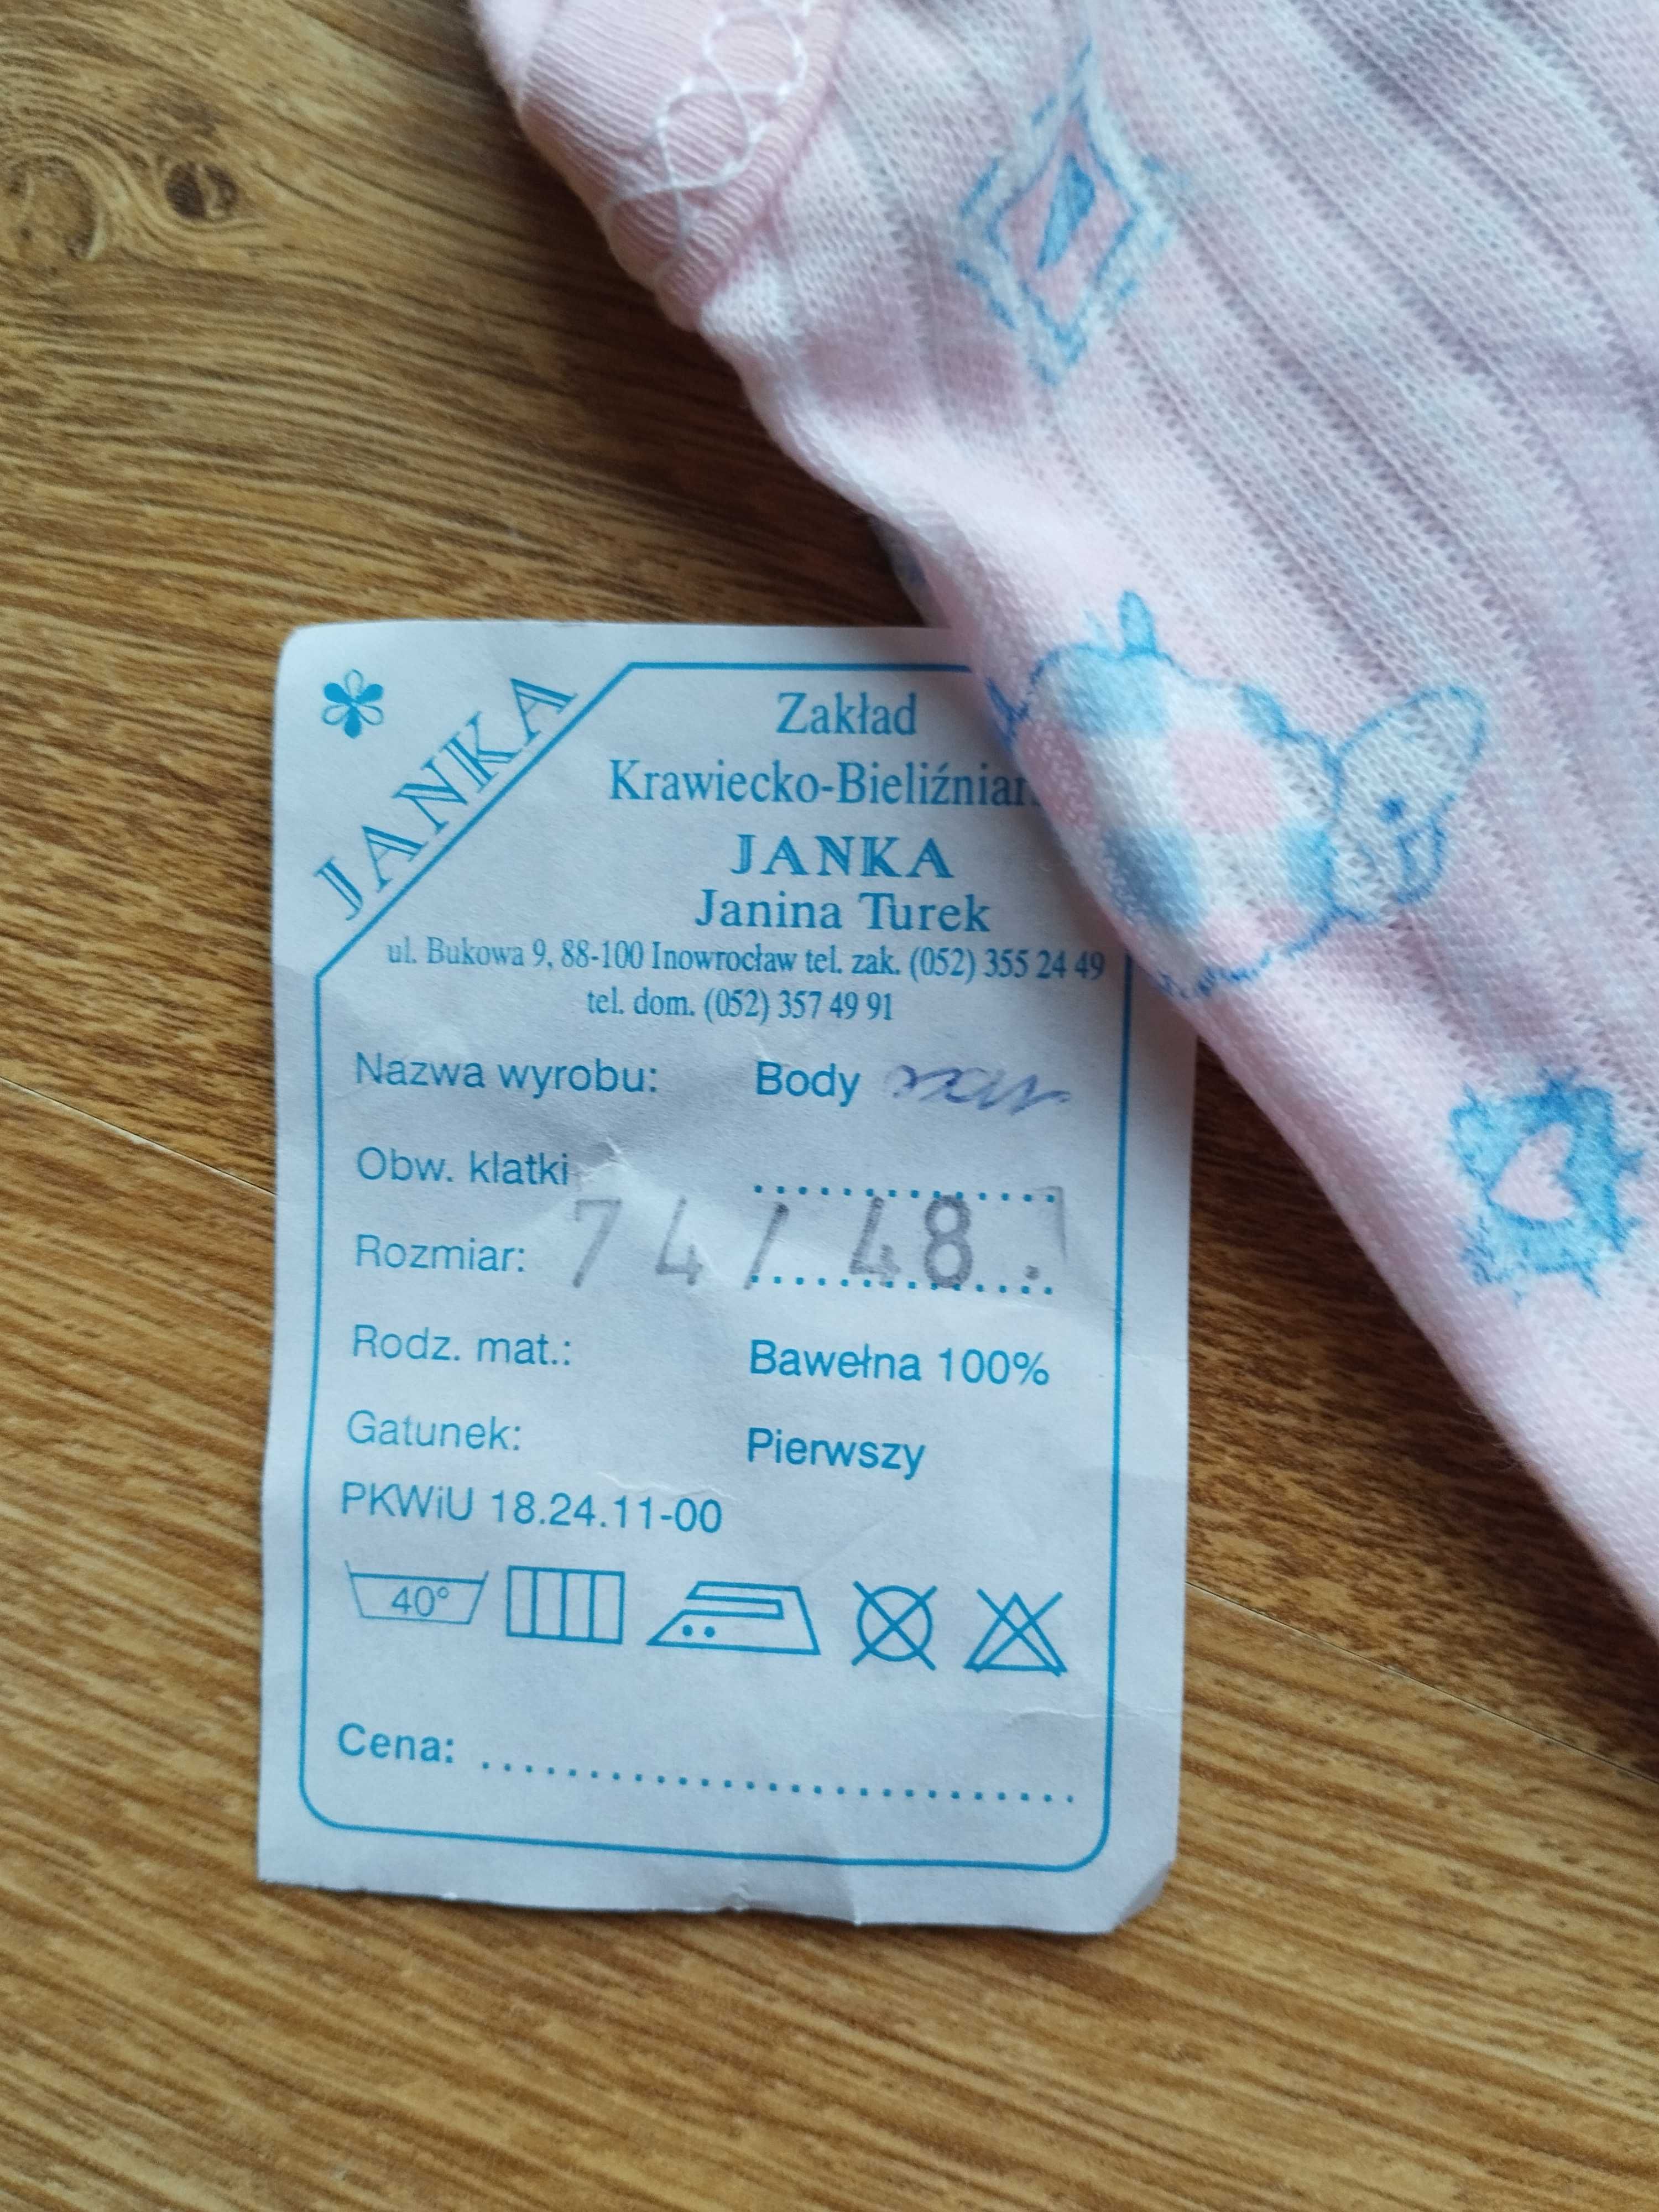 JANKA
Zakład
Krawiecko-Bieliźniar
JANKA
Janina Turek
ul. Bukowa 9, 88-100 Inowrocław tel. zak. (052) 355 24 49
tel. dom. (052) 357 49 91
Nazwa wyrobu: Body
Obw. klatki ..............
Rozmiar: 74 / 48
Rodz. mat.: Bawełna 100%
Gatunek: Pierwszy
PKWiU 18.24.11-00
40°
Cena: ........................